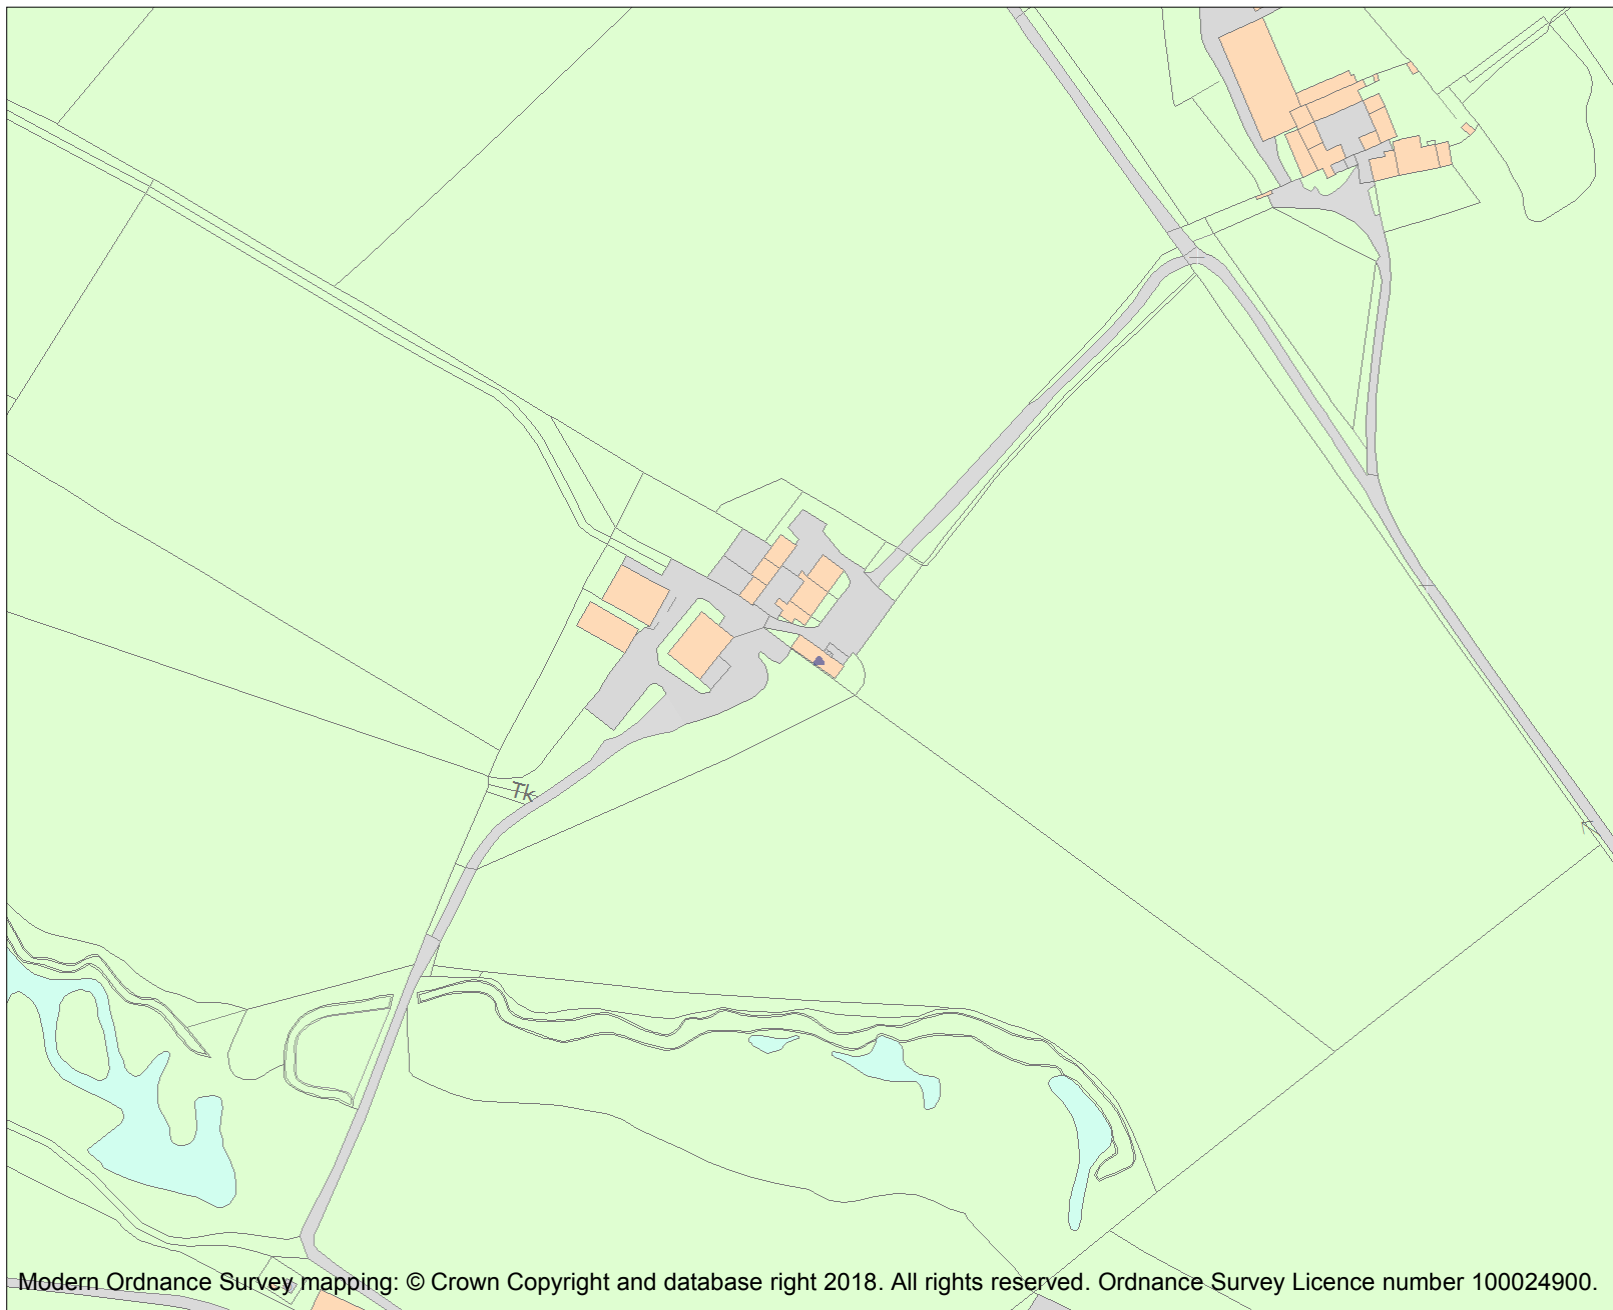 Tk
Modern Ordnance Survey mapping: © Crown Copyright and database right 2018. All rights reserved. Ordnance Survey Licence number 100024900.